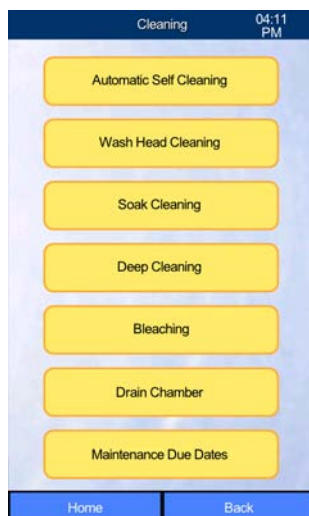 Cleaning
04:11
PM
Automatic Self Cleaning
Wash Head Cleaning
Soak Cleaning
Deep Cleaning
Bleaching
Drain Chamber
Maintenance Due Dates
Home
Back